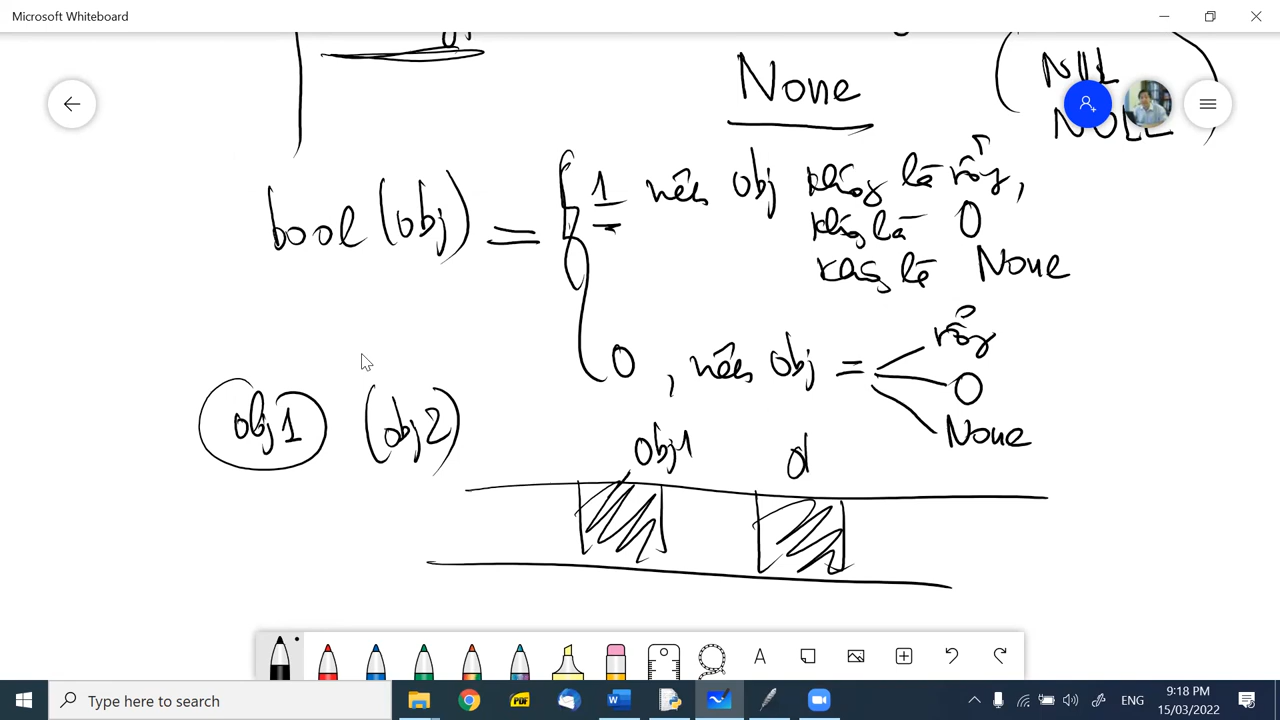 Microsoft Whiteboard
None
NIL
NULL
bool(obj) = { 1 nếu obj không là rỗng,
không là 0
không là None
0, nếu obj = rỗng
0
None
obj1 (obj2)
obj1
Type here to search
ENG
9:18 PM
15/03/2022